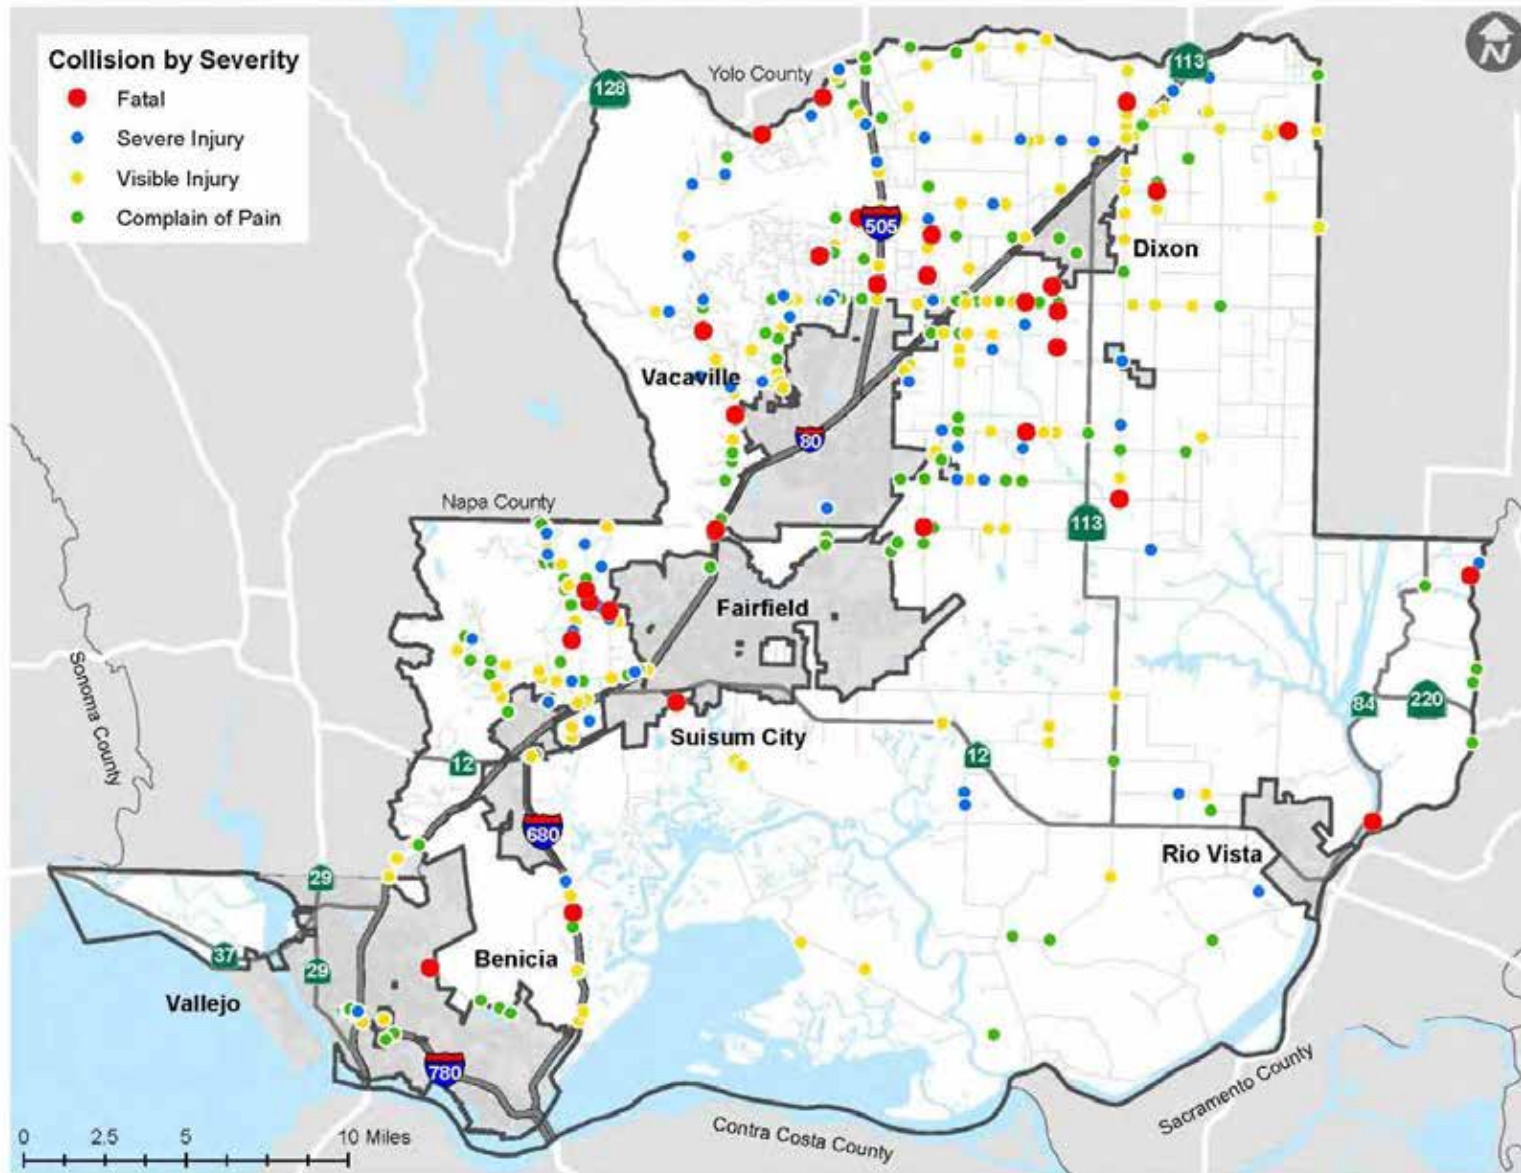 Collision by Severity
Fatal
Severe Injury
Visible Injury
Complain of Pain
N
Yolo County
128
113
505
Dixon
Vacaville
80
Napa County
113
Fairfield
Sonoma County
84
220
Suisum City
12
12
680
Rio Vista
29
37
29
Benicia
Vallejo
780
Sacramento County
Contra Costa County
0 2.5 5 10 Miles